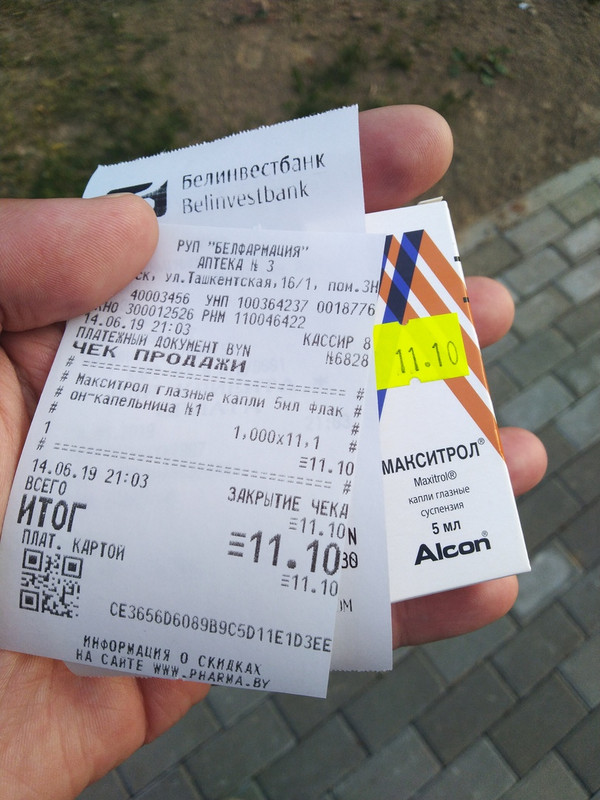 Белинвестбанк
Belinvestbank
РУП "БЕЛФАРМАЦИЯ"
АПТЕКА № 3
СК, ул.Ташкентская,16/1, пом.3Н
40003456 УНП 100364237 0018776
300012526 РНМ 110046422
14.06.19 21:03 КАССИР 8
ПЛАТЕЖНЫЙ ДОКУМЕНТ BYN №6828
ЧЕК ПРОДАЖИ
# ============================ #
# Макситрол глазные капли 5мл флак #
# он-капельница №1 #
1 1,000x11,1
≡11.10
# ============================ #
14.06.19 21:03 ЗАКРЫТИЕ ЧЕКА
ВСЕГО ≡11.10
ИТОГ ≡11.10
ПЛАТ. КАРТОЙ ≡11.10
CE3656D6089B9C5D11E1D3EE
ИНФОРМАЦИЯ О СКИДКАХ
НА САЙТЕ WWW.PHARMA.BY
11.10
МАКСИТРОЛ®
Maxitrol®
капли глазные
суспензия
5 мл
Alcon®